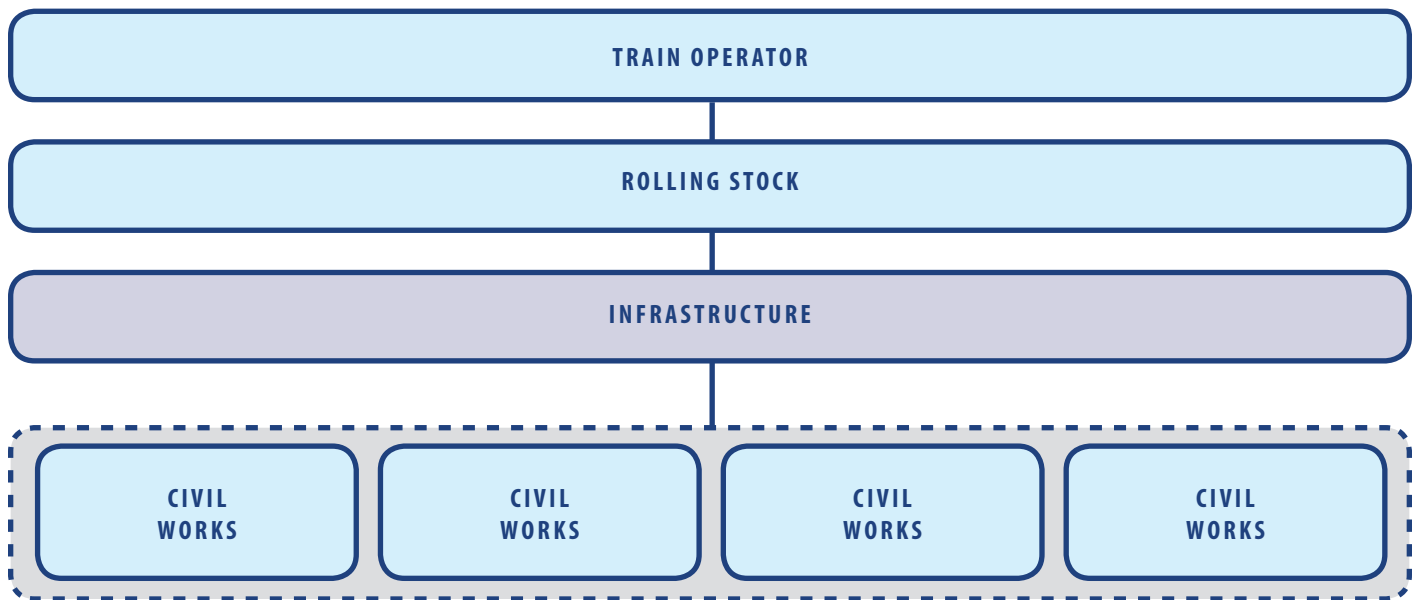 TRAIN OPERATOR
ROLLING STOCK
INFRASTRUCTURE
CIVIL
WORKS
CIVIL
WORKS
CIVIL
WORKS
CIVIL
WORKS